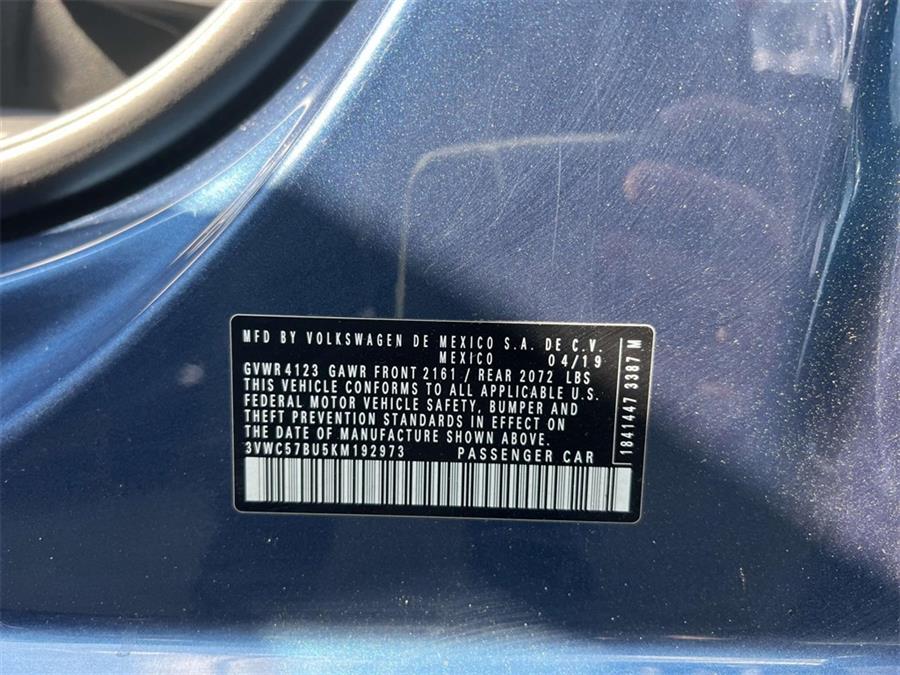 MFD BY VOLKSWAGEN DE MEXICO S.A. DE C.V.
MEXICO 04/19
GVWR 4123 GAWR FRONT 2161 / REAR 2072 LBS
THIS VEHICLE CONFORMS TO ALL APPLICABLE U.S.
FEDERAL MOTOR VEHICLE SAFETY, BUMPER AND
THEFT PREVENTION STANDARDS IN EFFECT ON
THE DATE OF MANUFACTURE SHOWN ABOVE.
3VWC57BU5KM192973 PASSENGER CAR
1841447 3387 M